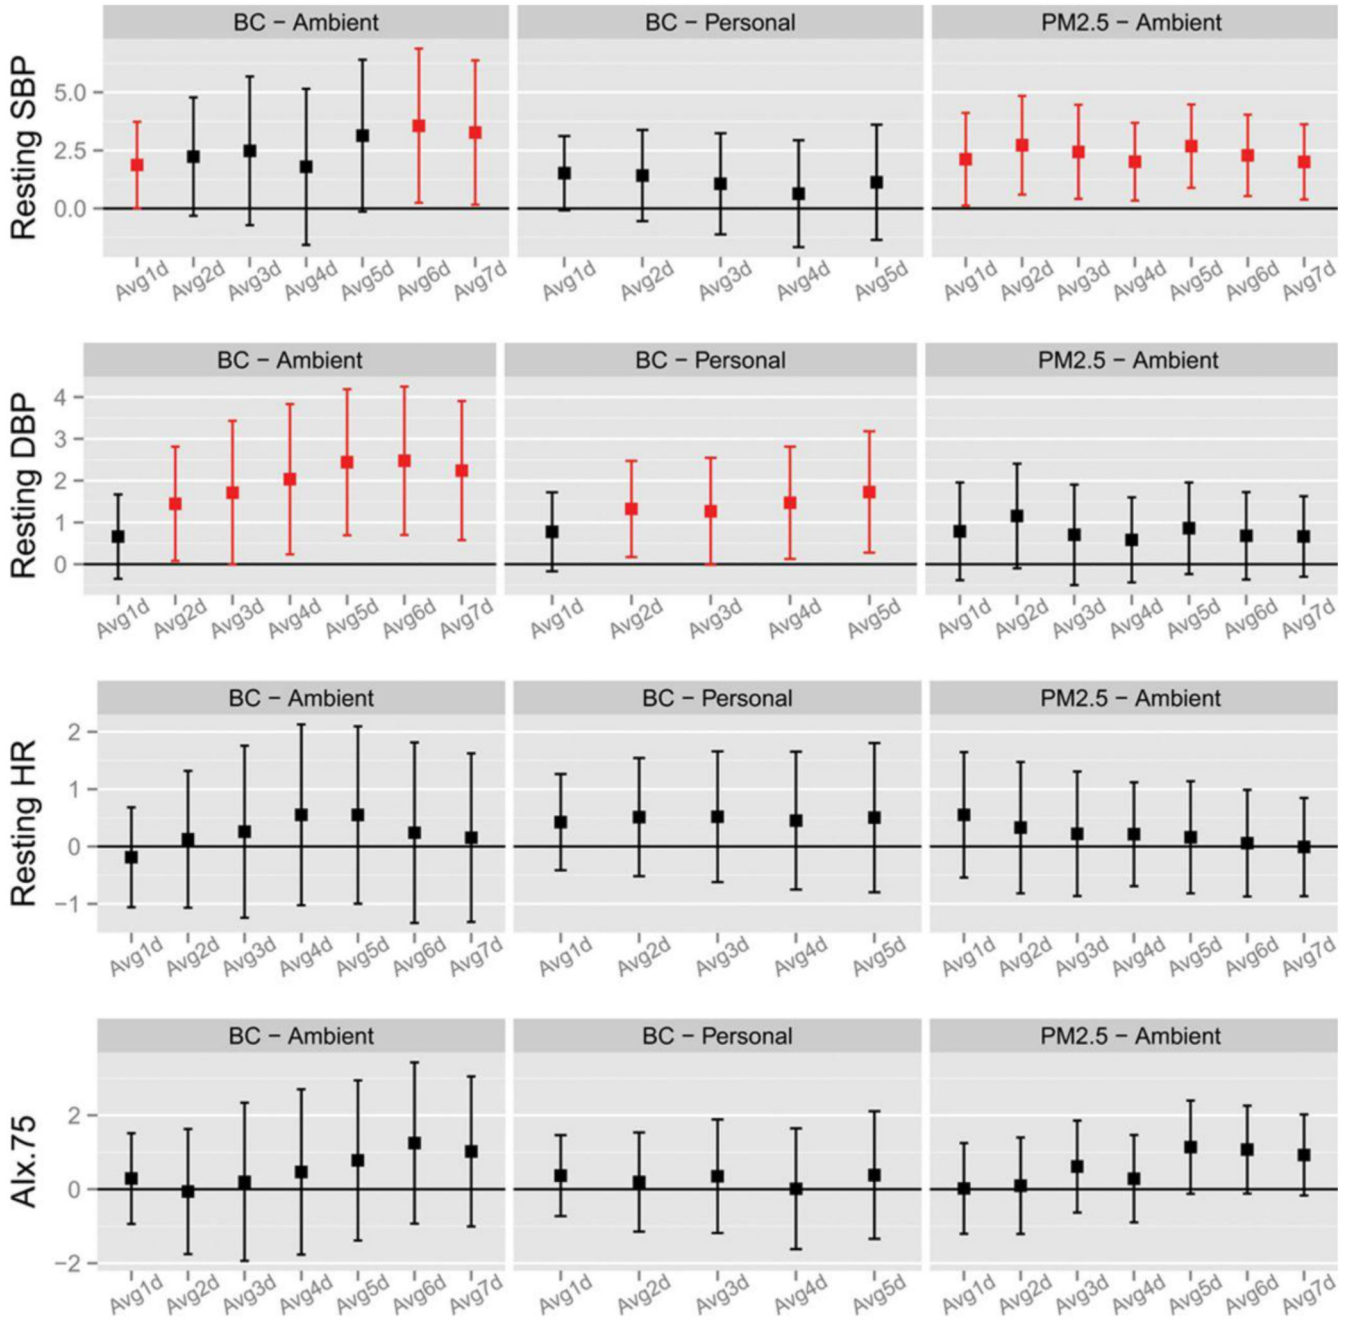 BC − Ambient BC − Personal PM2.5 − Ambient
Resting SBP
5.0
2.5
0.0
Avg1d Avg2d Avg3d Avg4d Avg5d Avg6d Avg7d Avg1d Avg2d Avg3d Avg4d Avg5d Avg1d Avg2d Avg3d Avg4d Avg5d Avg6d Avg7d
BC − Ambient BC − Personal PM2.5 − Ambient
Resting DBP
4
3
2
1
0
Avg1d Avg2d Avg3d Avg4d Avg5d Avg6d Avg7d Avg1d Avg2d Avg3d Avg4d Avg5d Avg1d Avg2d Avg3d Avg4d Avg5d Avg6d Avg7d
BC − Ambient BC − Personal PM2.5 − Ambient
Resting HR
2
1
0
−1
Avg1d Avg2d Avg3d Avg4d Avg5d Avg6d Avg7d Avg1d Avg2d Avg3d Avg4d Avg5d Avg1d Avg2d Avg3d Avg4d Avg5d Avg6d Avg7d
BC − Ambient BC − Personal PM2.5 − Ambient
AIx.75
2
0
−2
Avg1d Avg2d Avg3d Avg4d Avg5d Avg6d Avg7d Avg1d Avg2d Avg3d Avg4d Avg5d Avg1d Avg2d Avg3d Avg4d Avg5d Avg6d Avg7d